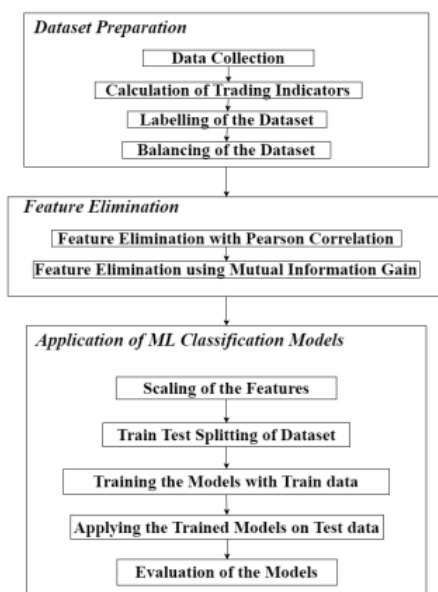 Dataset Preparation
Data Collection
Calculation of Trading Indicators
Labelling of the Dataset
Balancing of the Dataset
Feature Elimination
Feature Elimination with Pearson Correlation
Feature Elimination using Mutual Information Gain
Application of ML Classification Models
Scaling of the Features
Train Test Splitting of Dataset
Training the Models with Train data
Applying the Trained Models on Test data
Evaluation of the Models